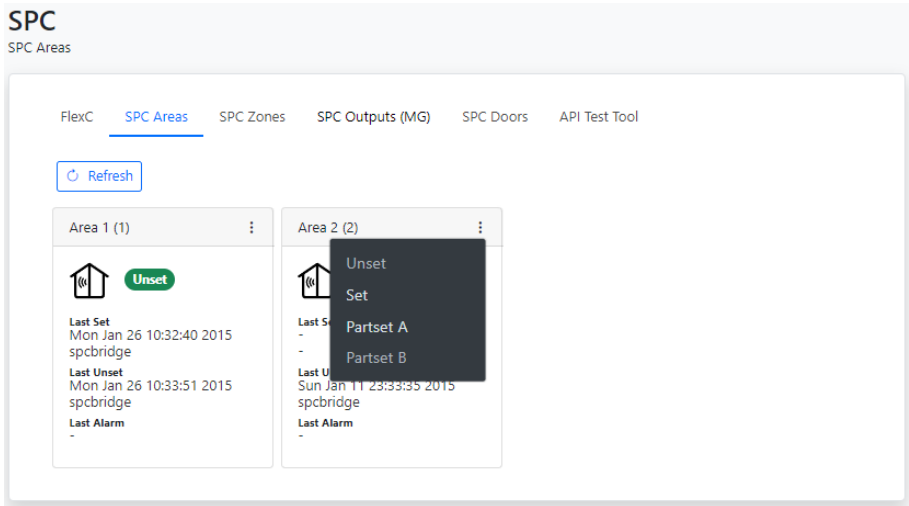 SPC
SPC Areas
FlexC SPC Areas SPC Zones SPC Outputs (MG) SPC Doors API Test Tool
Refresh
Area 1 (1)
Unset
Last Set
Mon Jan 26 10:32:40 2015
spcbridge
Last Unset
Mon Jan 26 10:33:51 2015
spcbridge
Last Alarm
-
Area 2 (2)
Unset
Set
Partset A
Partset B
Last
-
-
Last
Sun Jan 11 23:33:35 2015
spcbridge
Last Alarm
-